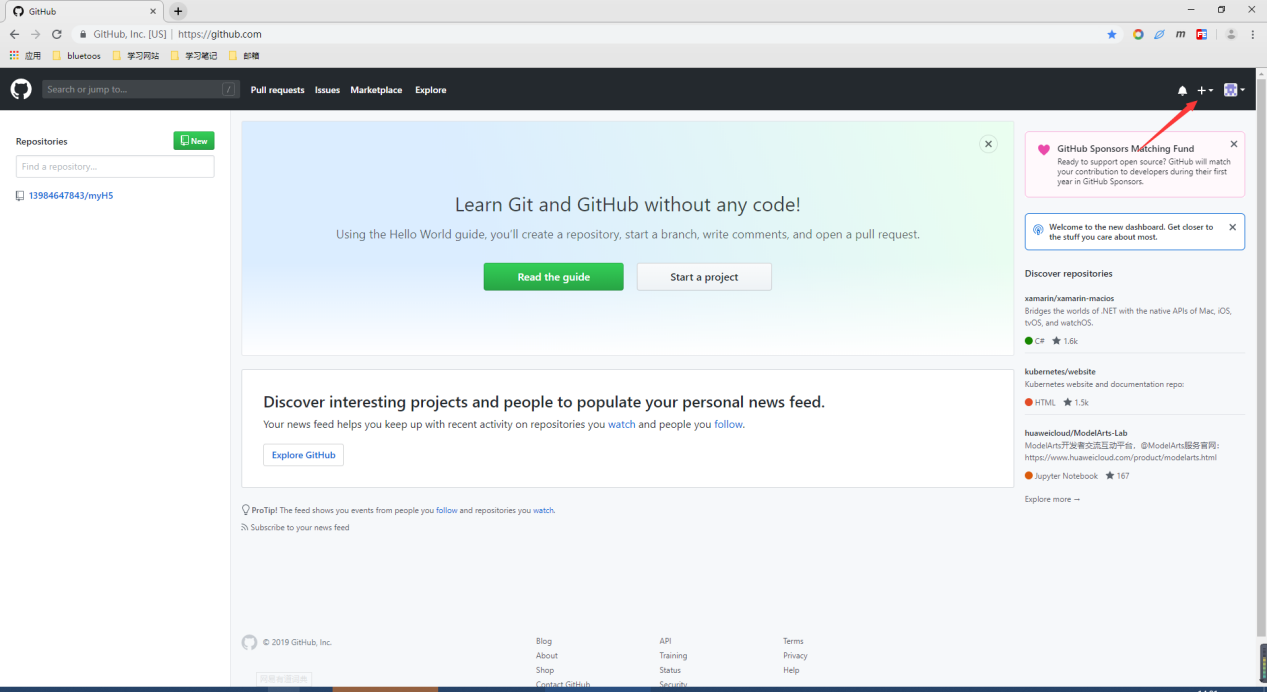 GitHub
GitHub, Inc. [US] | https://github.com
应用 bluetoos 学习网站 学习笔记 邮箱
Search or jump to... / Pull requests Issues Marketplace Explore
Repositories New
Find a repository...
13984647843/myH5
Learn Git and GitHub without any code!
Using the Hello World guide, you’ll create a repository, start a branch, write comments, and open a pull request.
Read the guide Start a project
Discover interesting projects and people to populate your personal news feed.
Your news feed helps you keep up with recent activity on repositories you watch and people you follow.
Explore GitHub
ProTip! The feed shows you events from people you follow and repositories you watch.
Subscribe to your news feed
GitHub Sponsors Matching Fund
Ready to support open source? GitHub will match
your contribution to developers during their first
year in GitHub Sponsors.
Welcome to the new dashboard. Get closer to
the stuff you care about most.
Discover repositories
xamarin/xamarin-macios
Bridges the worlds of .NET with the native APIs of Mac, iOS,
tvOS, and watchOS.
C# 1.6k
kubernetes/website
Kubernetes website and documentation repo:
HTML 1.5k
huaweicloud/ModelArts-Lab
ModelArts开发者交流互动平台，@ModelArts服务官网：
https://www.huaweicloud.com/product/modelarts.html
Jupyter Notebook 167
Explore more →
© 2019 GitHub, Inc.
Blog API Terms
About Training Privacy
Shop Status Help
Contact GitHub Security